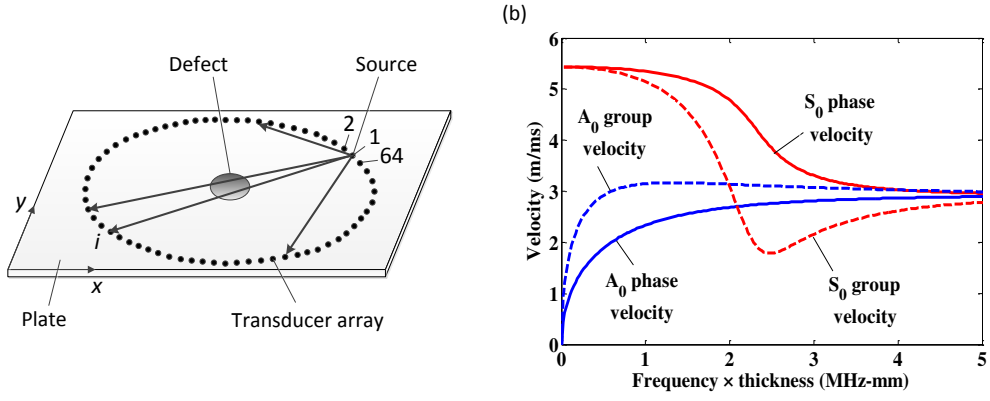 Defect
Source
2
1
64
y
i
x
Plate
Transducer array
(b)
6
5
4
3
2
1
0
Velocity (m/ms)
A0 group
velocity
S0 phase
velocity
A0 phase
velocity
S0 group
velocity
0
1
2
3
4
5
Frequency × thickness (MHz-mm)